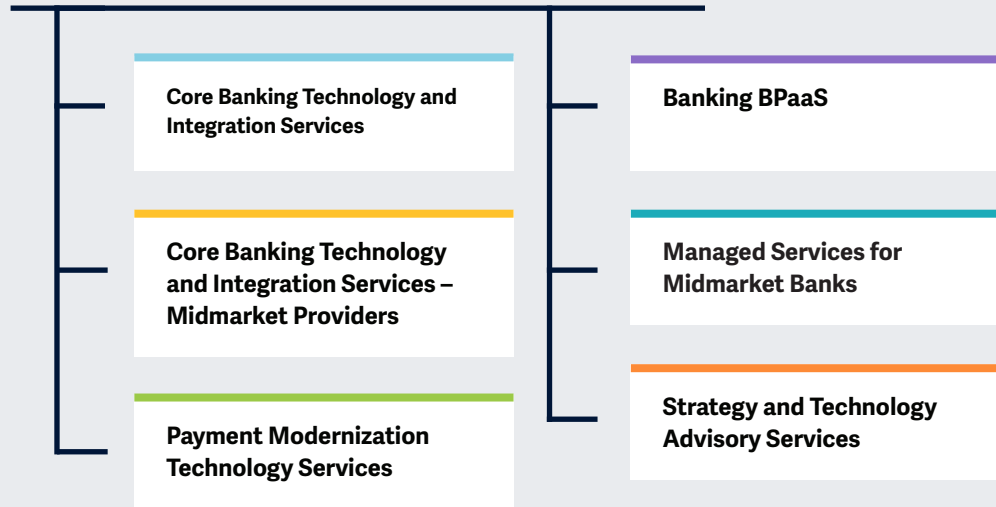 Core Banking Technology and
Integration Services
Core Banking Technology
and Integration Services –
Midmarket Providers
Payment Modernization
Technology Services
Banking BPaaS
Managed Services for
Midmarket Banks
Strategy and Technology
Advisory Services